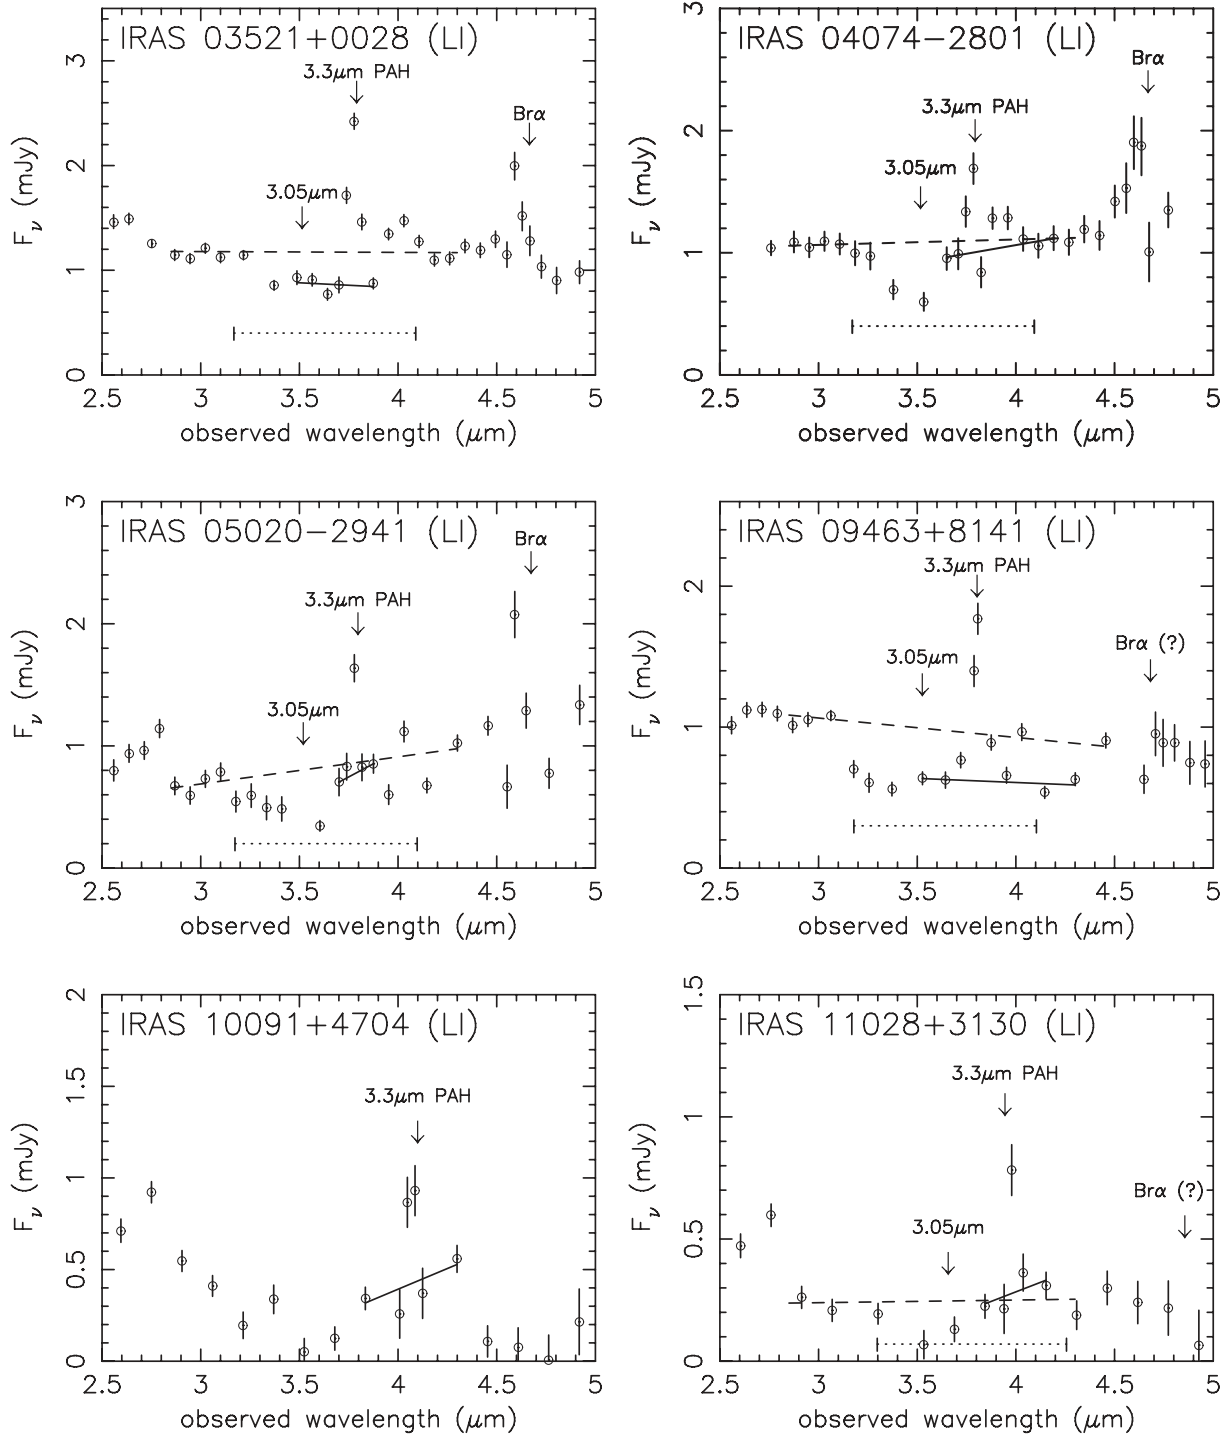 IRAS 03521+0028 (LI)
3.3μm PAH
Brα
3.05μm
F𝜈 (mJy)
3
2
1
0
2.5 3 3.5 4 4.5 5
observed wavelength (μm)
IRAS 04074−2801 (LI)
Brα
3.3μm PAH
3.05μm
F𝜈 (mJy)
3
2
1
0
2.5 3 3.5 4 4.5 5
observed wavelength (μm)
IRAS 05020−2941 (LI)
Brα
3.3μm PAH
3.05μm
F𝜈 (mJy)
3
2
1
0
2.5 3 3.5 4 4.5 5
observed wavelength (μm)
IRAS 09463+8141 (LI)
3.3μm PAH
Brα (?)
3.05μm
F𝜈 (mJy)
2
1
0
2.5 3 3.5 4 4.5 5
observed wavelength (μm)
IRAS 10091+4704 (LI)
3.3μm PAH
F𝜈 (mJy)
2
1.5
1
0.5
0
2.5 3 3.5 4 4.5 5
observed wavelength (μm)
IRAS 11028+3130 (LI)
3.3μm PAH
Brα (?)
3.05μm
F𝜈 (mJy)
1.5
1
0.5
0
2.5 3 3.5 4 4.5 5
observed wavelength (μm)